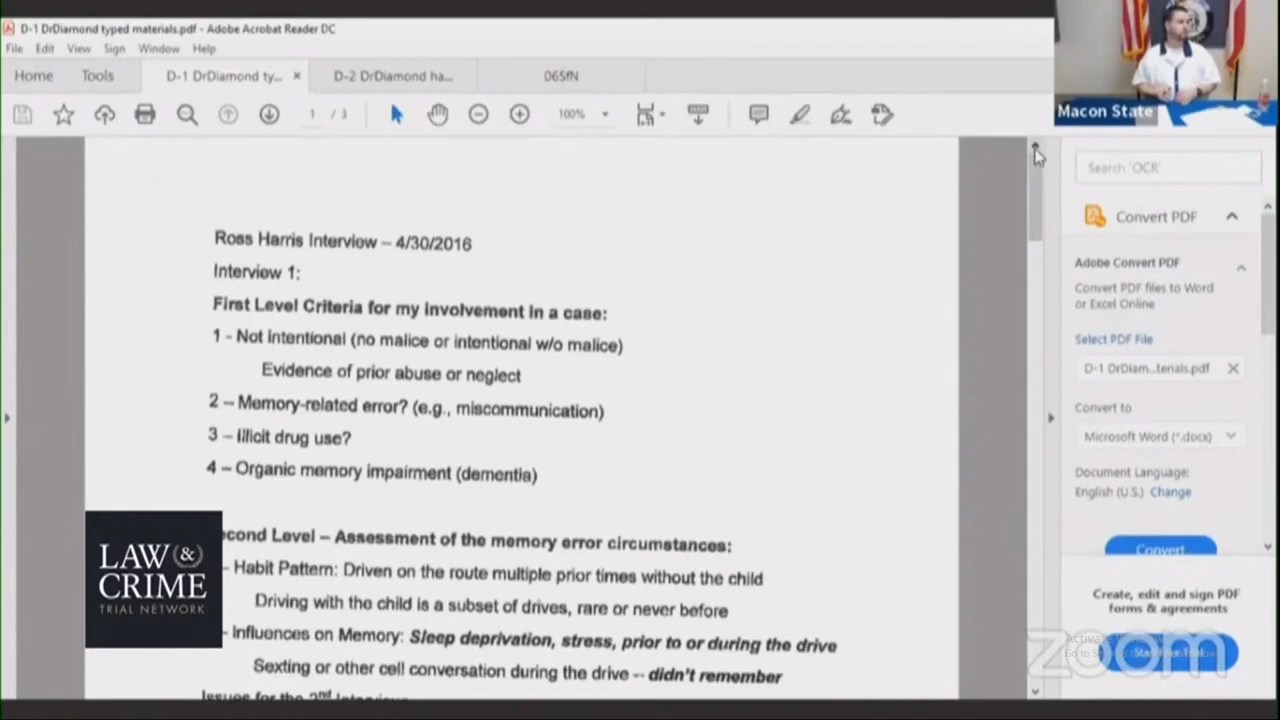 D-1 DrDiamond typed materials.pdf - Adobe Acrobat Reader DC
File Edit View Sign Window Help
Home Tools D-1 DrDiamond ty... × D-2 DrDiamond ha... 06SfN
1 / 3 100%
Macon State
Ross Harris Interview – 4/30/2016
Interview 1:
First Level Criteria for my involvement in a case:
1 - Not intentional (no malice or intentional w/o malice)
Evidence of prior abuse or neglect
2 – Memory-related error? (e.g., miscommunication)
3 – Illicit drug use?
4 – Organic memory impairment (dementia)
econd Level – Assessment of the memory error circumstances:
- Habit Pattern: Driven on the route multiple prior times without the child
Driving with the child is a subset of drives, rare or never before
- Influences on Memory: Sleep deprivation, stress, prior to or during the drive
Sexting or other cell conversation during the drive -- didn't remember
Issues for the 2nd Interview
LAW &
CRIME
TRIAL NETWORK
Search 'OCR'
Convert PDF
Adobe Convert PDF
Convert PDF files to Word
or Excel Online
Select PDF File
D-1 DrDiam...terials.pdf ×
Convert to
Microsoft Word (*.docx)
Document Language:
English (U.S.) Change
Convert
Create, edit and sign PDF
forms & agreements
zoom